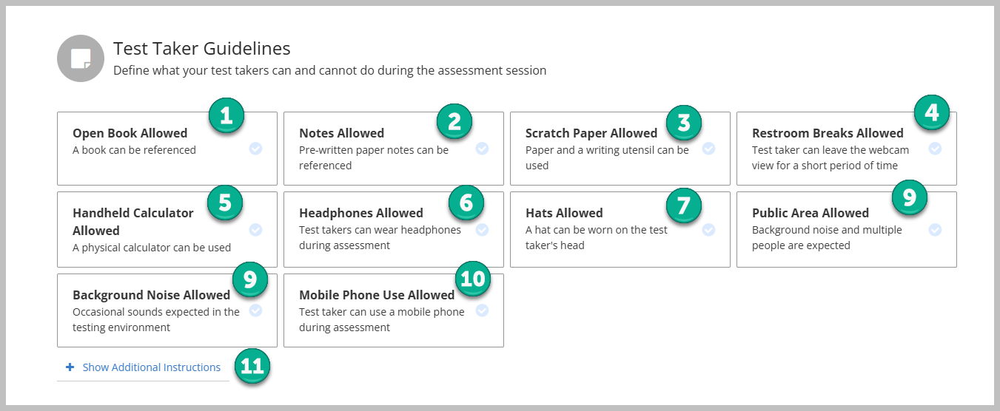 Test Taker Guidelines
Define what your test takers can and cannot do during the assessment session
1
Open Book Allowed
A book can be referenced
2
Notes Allowed
Pre-written paper notes can be
referenced
3
Scratch Paper Allowed
Paper and a writing utensil can be
used
4
Restroom Breaks Allowed
Test taker can leave the webcam
view for a short period of time
5
Handheld Calculator
Allowed
A physical calculator can be used
6
Headphones Allowed
Test takers can wear headphones
during assessment
7
Hats Allowed
A hat can be worn on the test
taker's head
9
Public Area Allowed
Background noise and multiple
people are expected
9
Background Noise Allowed
Occasional sounds expected in the
testing environment
10
Mobile Phone Use Allowed
Test taker can use a mobile phone
during assessment
+ Show Additional Instructions
11